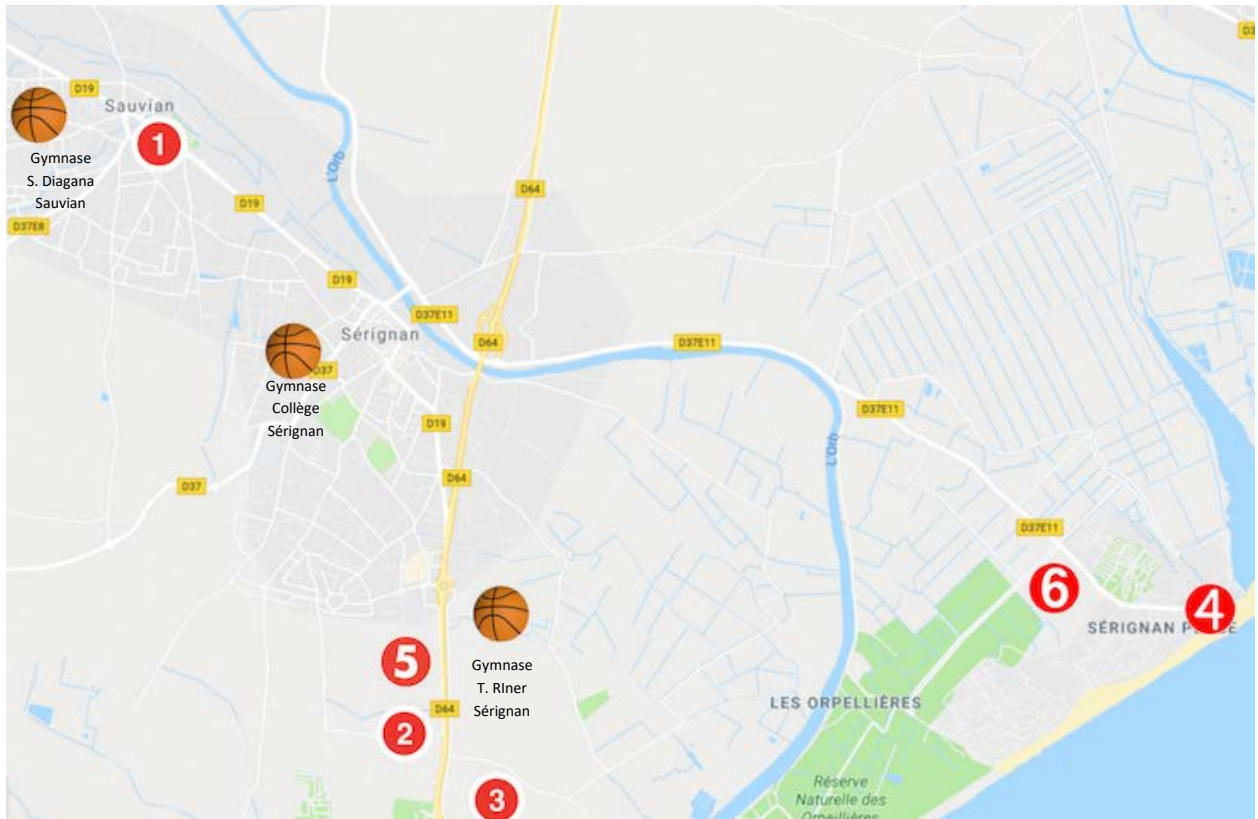 D3
D19
Sauvian
1
Gymnase
S. Diagana
Sauvian
L'Orb
D64
D19
D37E8
D19
D37E11
Sérignan
D64
D37E11
D37
Gymnase
Collège
Sérignan
D37E11
D19
L'Orb
D64
D37
D37E11
6
4
SÉRIGNAN
5
Gymnase
T. RIner
Sérignan
LES ORPELLIÈRES
D64
2
3
Réserve
Naturelle des
Orpellières